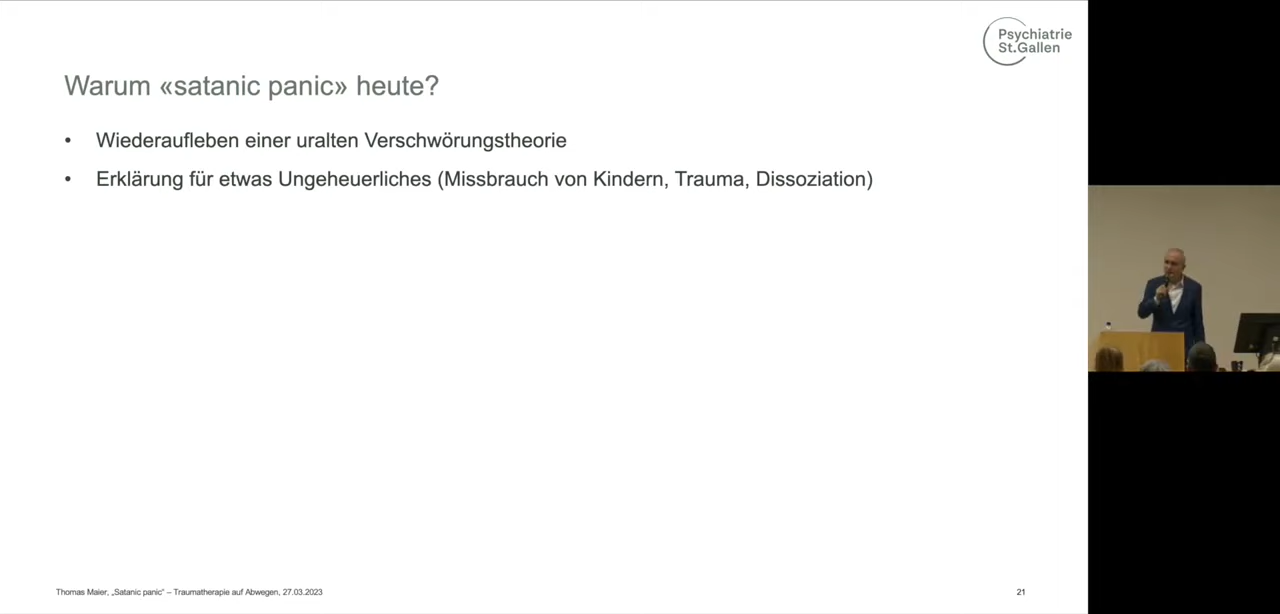 Psychiatrie
St.Gallen
Warum «satanic panic» heute?
• Wiederaufleben einer uralten Verschwörungstheorie
• Erklärung für etwas Ungeheuerliches (Missbrauch von Kindern, Trauma, Dissoziation)
Thomas Maier, „Satanic panic“ – Traumatherapie auf Abwegen, 27.03.2023
21